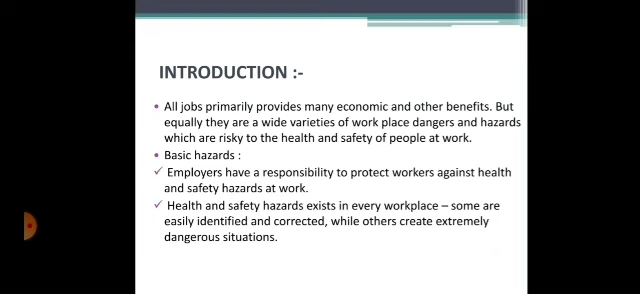 INTRODUCTION :-
• All jobs primarily provides many economic and other benefits. But
equally they are a wide varieties of work place dangers and hazards
which are risky to the health and safety of people at work.
• Basic hazards :
✓ Employers have a responsibility to protect workers against health
and safety hazards at work.
✓ Health and safety hazards exists in every workplace – some are
easily identified and corrected, while others create extremely
dangerous situations.